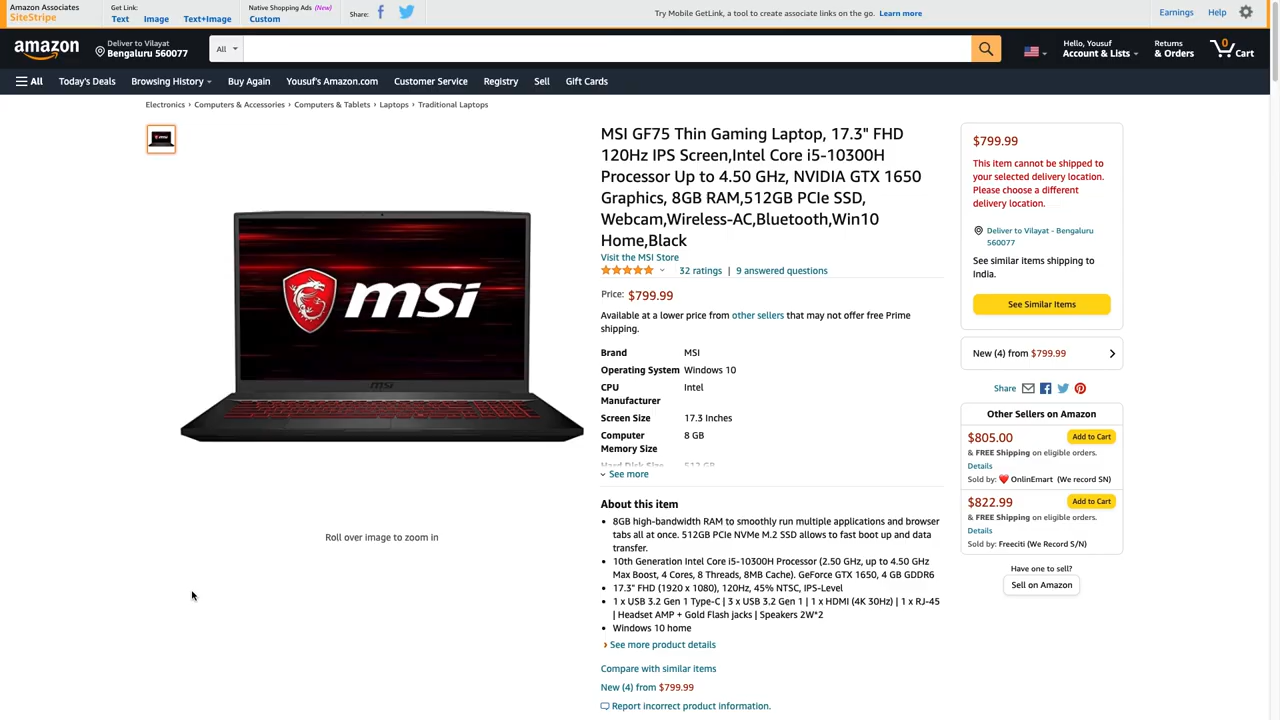 Amazon Associates
SiteStripe
Get Link:
Text Image Text+Image
Native Shopping Ads (New)
Custom
Share:
Try Mobile GetLink, a tool to create associate links on the go. Learn more
Earnings Help
amazon
Deliver to Vilayat
Bengaluru 560077
All
Hello, Yousuf
Account & Lists
Returns
& Orders
0
Cart
All Today's Deals Browsing History Buy Again Yousuf's Amazon.com Customer Service Registry Sell Gift Cards
Electronics › Computers & Accessories › Computers & Tablets › Laptops › Traditional Laptops
msi
msi
msi
Roll over image to zoom in
MSI GF75 Thin Gaming Laptop, 17.3" FHD
120Hz IPS Screen,Intel Core i5-10300H
Processor Up to 4.50 GHz, NVIDIA GTX 1650
Graphics, 8GB RAM,512GB PCIe SSD,
Webcam,Wireless-AC,Bluetooth,Win10
Home,Black
Visit the MSI Store
32 ratings | 9 answered questions
Price: $799.99
Available at a lower price from other sellers that may not offer free Prime
shipping.
Brand MSI
Operating System Windows 10
CPU Intel
Manufacturer
Screen Size 17.3 Inches
Computer 8 GB
Memory Size
Hard Disk Size 512 GB
See more
About this item
• 8GB high-bandwidth RAM to smoothly run multiple applications and browser
tabs all at once. 512GB PCIe NVMe M.2 SSD allows to fast boot up and data
transfer.
• 10th Generation Intel Core i5-10300H Processor (2.50 GHz, up to 4.50 GHz
Max Boost, 4 Cores, 8 Threads, 8MB Cache). GeForce GTX 1650, 4 GB GDDR6
• 17.3" FHD (1920 x 1080), 120Hz, 45% NTSC, IPS-Level
• 1 x USB 3.2 Gen 1 Type-C | 3 x USB 3.2 Gen 1 | 1 x HDMI (4K 30Hz) | 1 x RJ-45
| Headset AMP + Gold Flash jacks | Speakers 2W*2
• Windows 10 home
› See more product details
Compare with similar items
New (4) from $799.99
Report incorrect product information.
$799.99
This item cannot be shipped to
your selected delivery location.
Please choose a different
delivery location.
Deliver to Vilayat - Bengaluru
560077
See similar items shipping to
India.
See Similar Items
New (4) from $799.99
Share
Other Sellers on Amazon
$805.00 Add to Cart
& FREE Shipping on eligible orders.
Details
Sold by: ❤️ OnlinEmart (We record SN)
$822.99 Add to Cart
& FREE Shipping on eligible orders.
Details
Sold by: Freeciti (We Record S/N)
Have one to sell?
Sell on Amazon